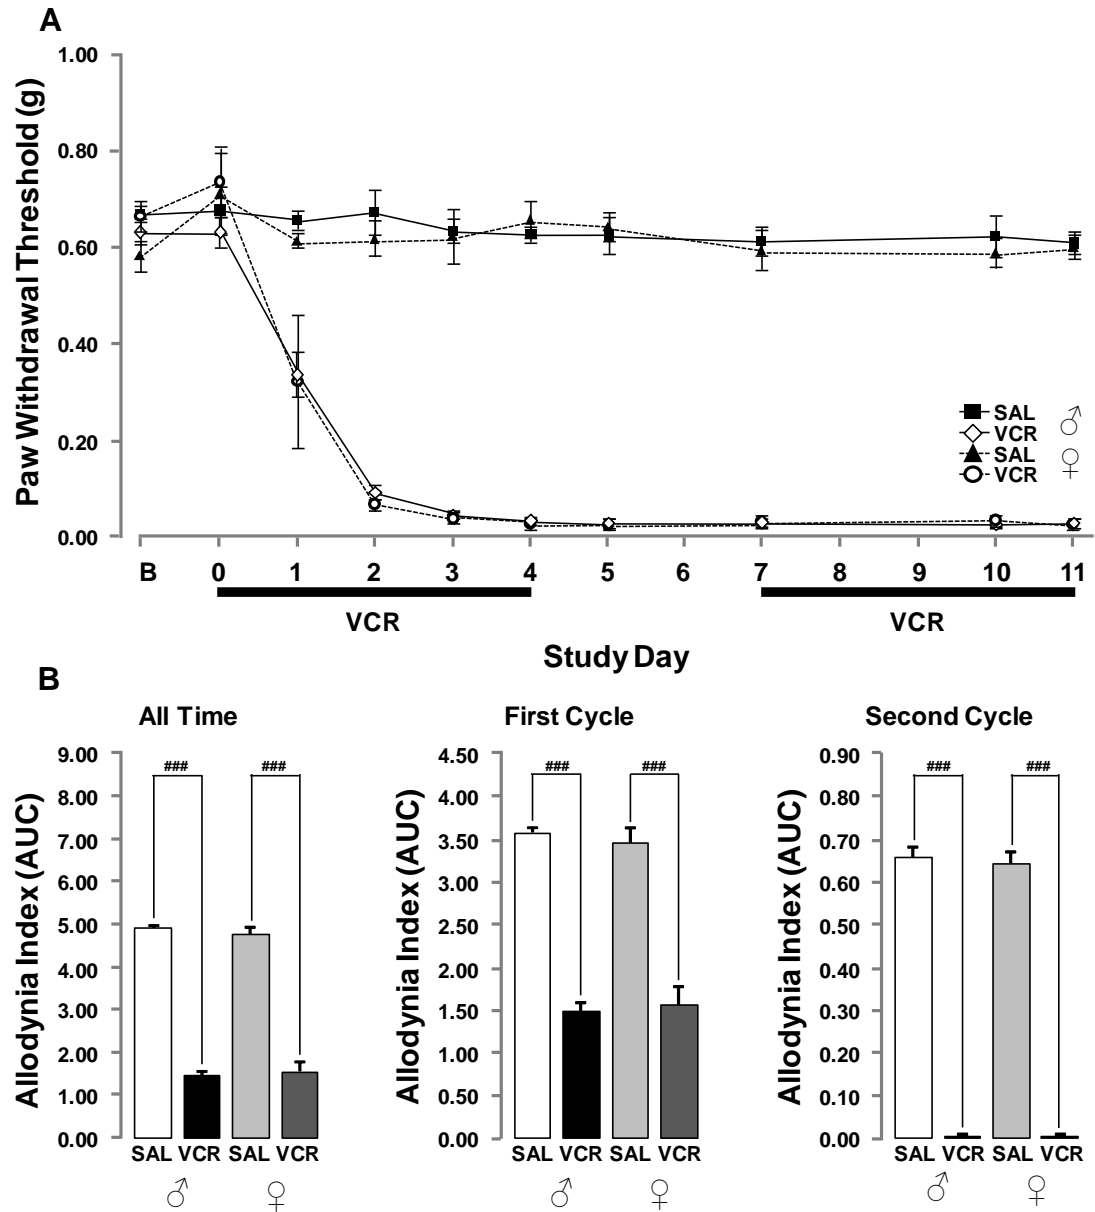 A
Paw Withdrawal Threshold (g)
1.00
0.80
0.60
0.40
0.20
0.00
SAL
VCR
♂
SAL
VCR
♀
B 0 1 2 3 4 5 6 7 8 9 10 11
VCR VCR
Study Day
B
All Time
Allodynia Index (AUC)
9.00
8.00
7.00
6.00
5.00
4.00
3.00
2.00
1.00
0.00
### ###
SAL VCR SAL VCR
♂ ♀
First Cycle
Allodynia Index (AUC)
4.50
4.00
3.50
3.00
2.50
2.00
1.50
1.00
0.50
0.00
### ###
SAL VCR SAL VCR
♂ ♀
Second Cycle
Allodynia Index (AUC)
0.90
0.80
0.70
0.60
0.50
0.40
0.30
0.20
0.10
0.00
### ###
SAL VCR SAL VCR
♂ ♀